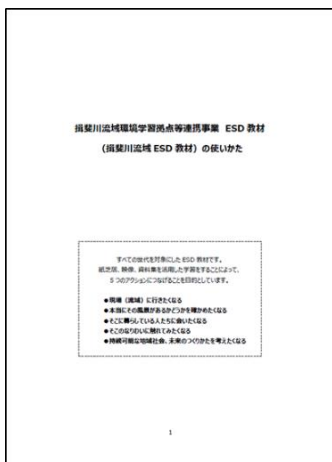 揖斐川流域環境学習拠点等連携事業 ESD 教材
(揖斐川流域 ESD 教材)の使いかた
すべての世代を対象にした ESD 教材です。
紙芝居、映像、資料集を活用した学習をすることによって、
5 つのアクションにつなげることを目的としています。
●現場(流域)に行きたくなる
●本当にその風景があるかどうかを確かめたくなる
●そこに暮らしている人たちに会いたくなる
●そこのなりわいに触れてみたくなる
●持続可能な地域社会、未来のつくりかたを考えたくなる
1